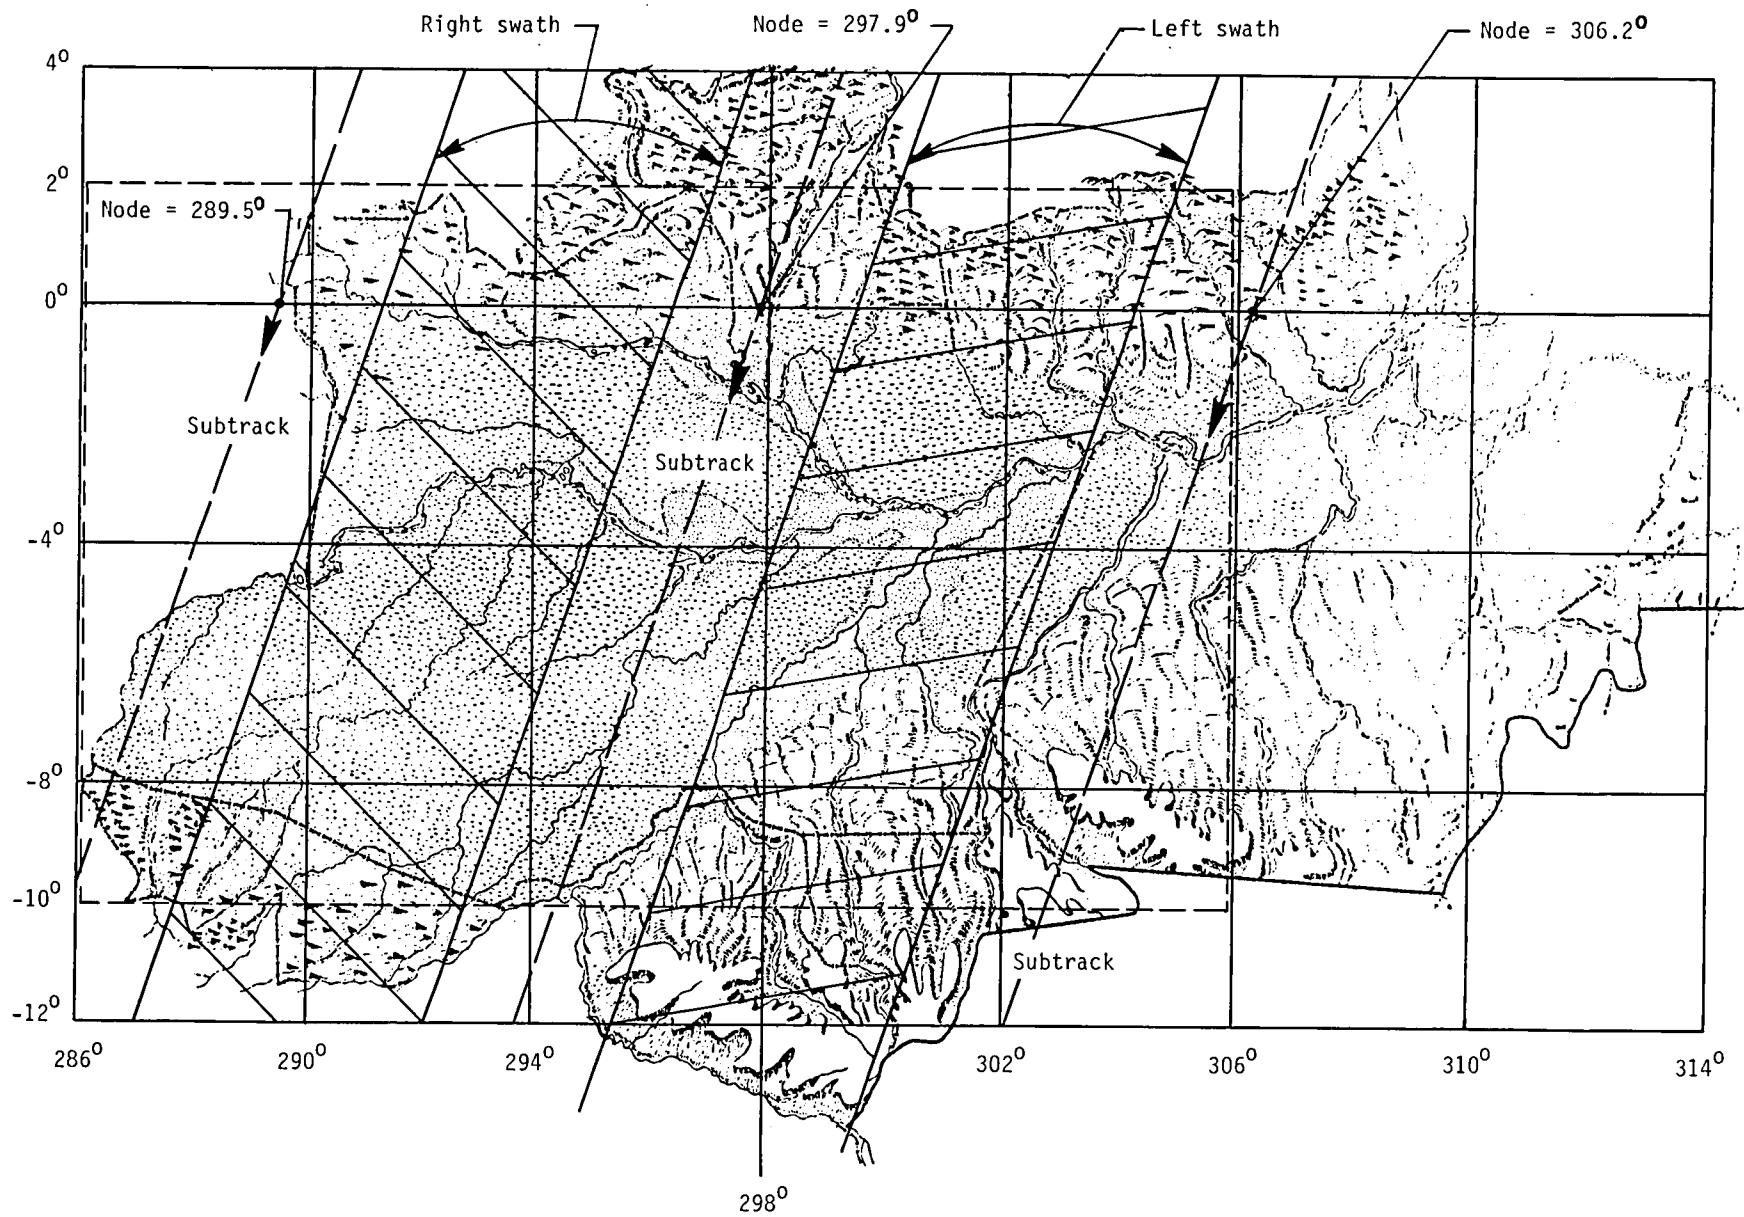 Right swath
Node = 297.9°
Left swath
Node = 306.2°
4°
2°
Node = 289.5°
0°
Subtrack
Subtrack
-4°
-8°
-10°
Subtrack
-12°
286°
290°
294°
302°
306°
310°
314°
298°